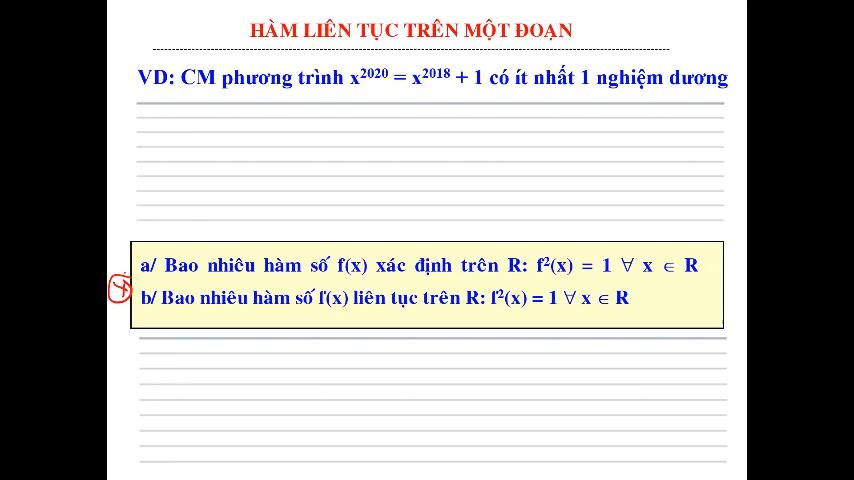 HÀM LIÊN TỤC TRÊN MỘT ĐOẠN
VD: CM phương trình x²⁰²⁰ = x²⁰¹⁸ + 1 có ít nhất 1 nghiệm dương
a/ Bao nhiêu hàm số f(x) xác định trên R: f²(x) = 1 ∀ x ∈ R
b/ Bao nhiêu hàm số f(x) liên tục trên R: f²(x) = 1 ∀ x ∈ R